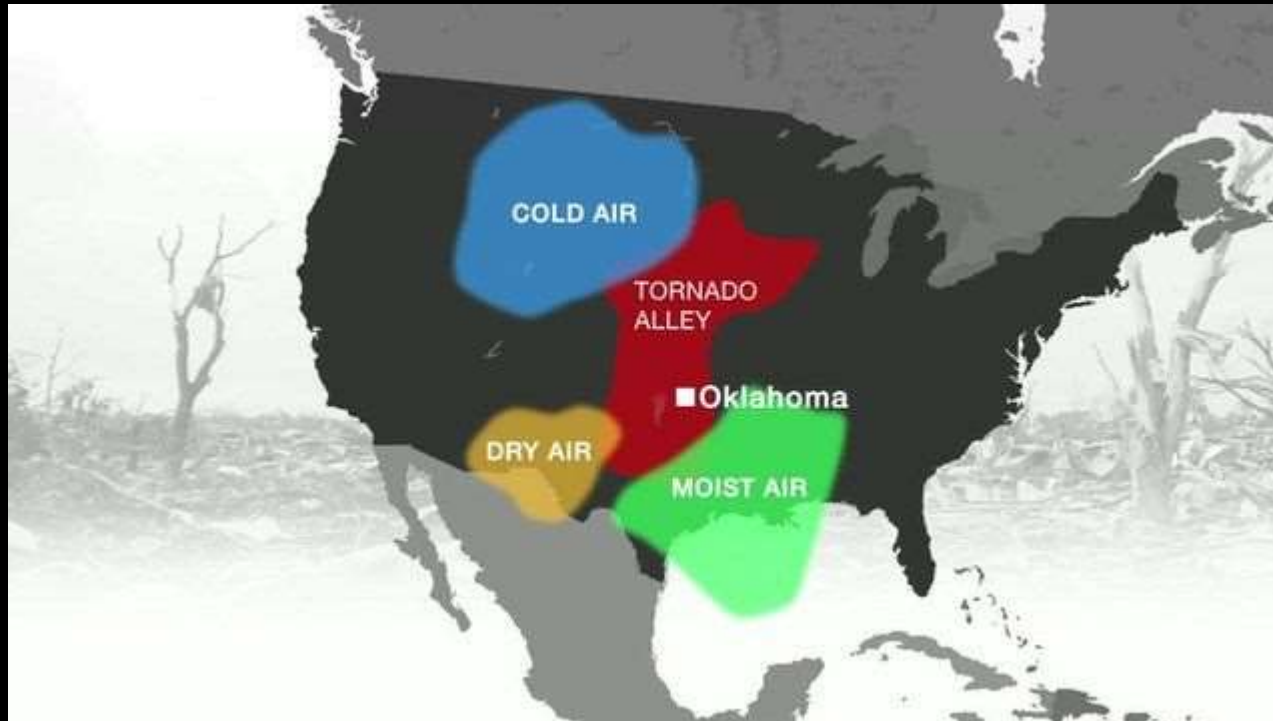 COLD AIR
TORNADO
ALLEY
Oklahoma
DRY AIR
MOIST AIR